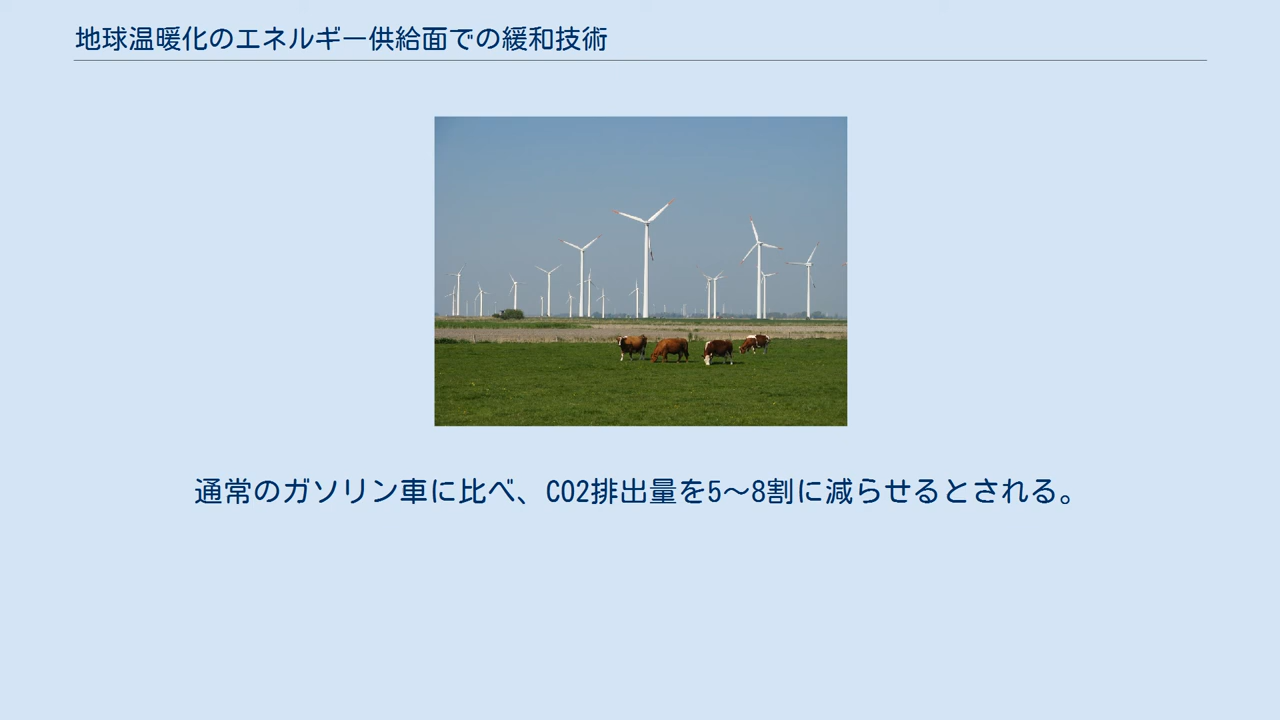 地球温暖化のエネルギー供給面での緩和技術
通常のガソリン車に比べ、CO2排出量を5～8割に減らせるとされる。